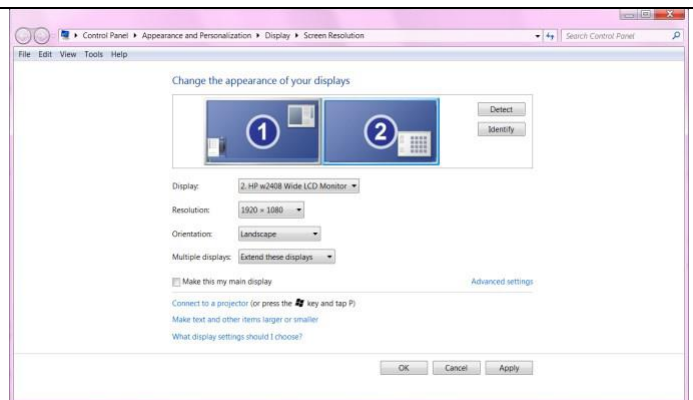 Control Panel ▸ Appearance and Personalization ▸ Display ▸ Screen Resolution
Search Control Panel
File Edit View Tools Help
Change the appearance of your displays
1
2
Detect
Identify
Display: 2. HP w2408 Wide LCD Monitor
Resolution: 1920 × 1080
Orientation: Landscape
Multiple displays: Extend these displays
Make this my main display
Advanced settings
Connect to a projector (or press the key and tap P)
Make text and other items larger or smaller
What display settings should I choose?
OK Cancel Apply